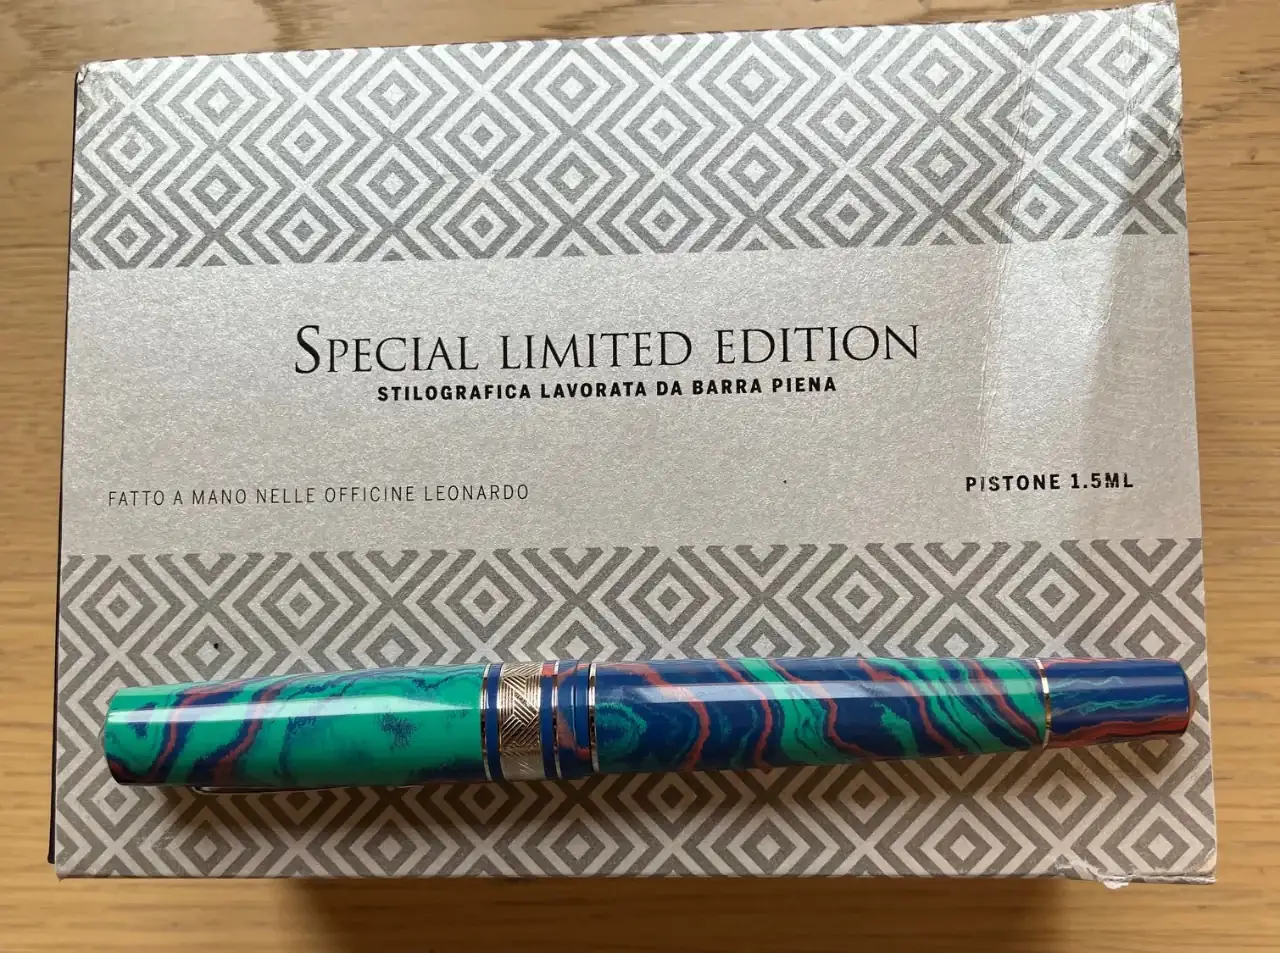 SPECIAL LIMITED EDITION
STILOGRAFICA LAVORATA DA BARRA PIENA
FATTO A MANO NELLE OFFICINE LEONARDO
PISTONE 1.5ML